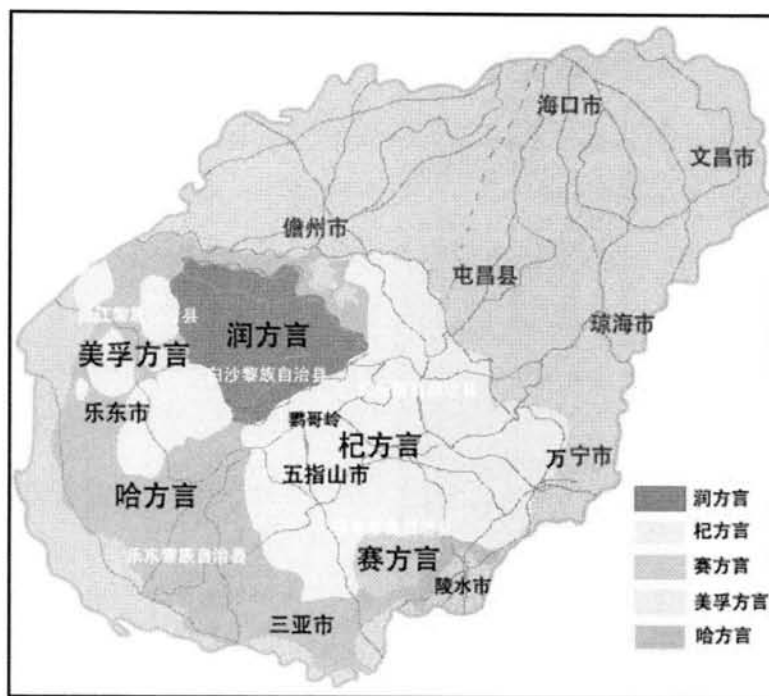 海口市
文昌市
儋州市
屯昌县
琼海市
润方言
美孚方言
白沙黎族自治县
乐东市
鹦哥岭
杞方言
万宁市
五指山市
哈方言
乐东黎族自治县
赛方言
陵水市
三亚市
润方言
杞方言
赛方言
美孚方言
哈方言